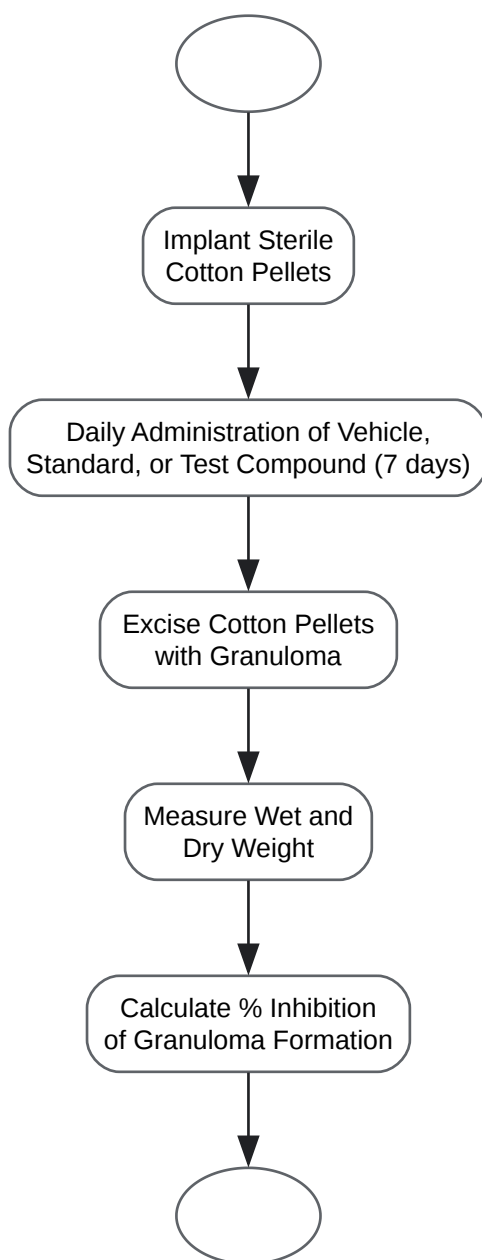 Implant Sterile
Cotton Pellets
Daily Administration of Vehicle,
Standard, or Test Compound (7 days)
Excise Cotton Pellets
with Granuloma
Measure Wet and
Dry Weight
Calculate % Inhibition
of Granuloma Formation